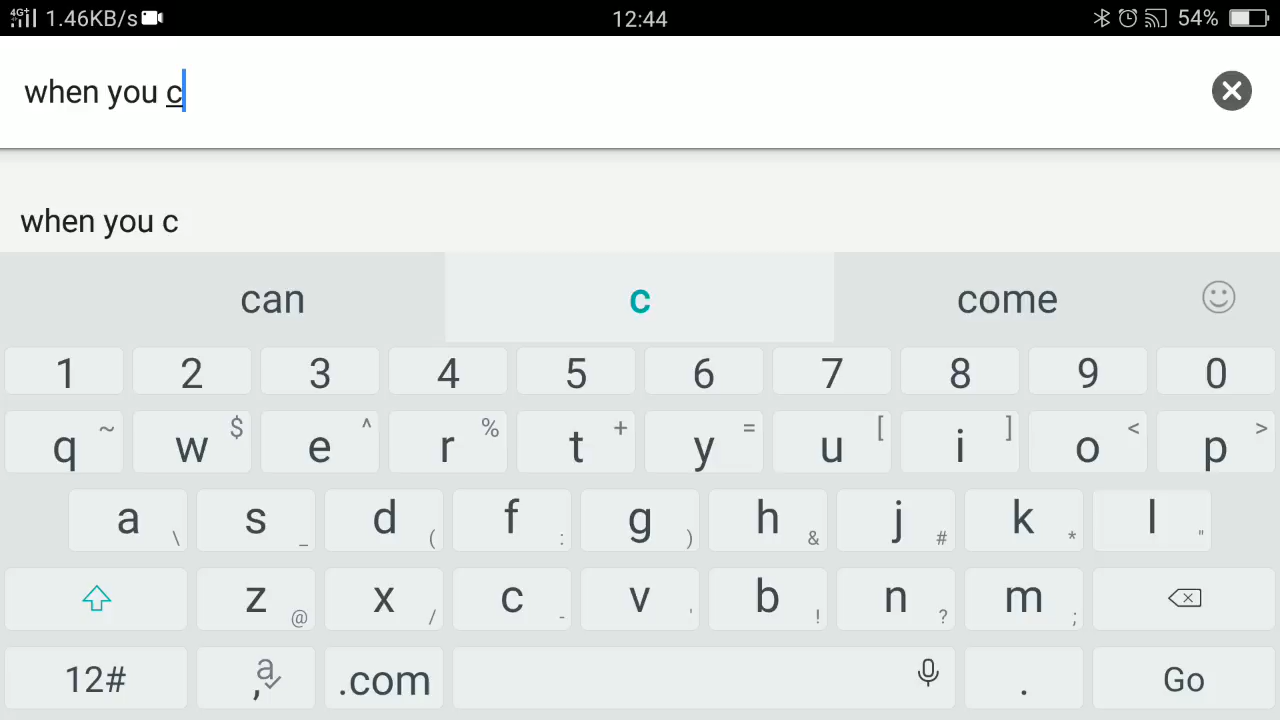 4G+ 1.46KB/s 12:44 54%
when you c
when you c
can c come
1 2 3 4 5 6 7 8 9 0
q ~ w $ e ^ r % t + y = u [ i ] o < p >
a \ s _ d ( f : g ) h & j # k * l "
z @ x / c - v ' b ! n ? m ;
12# , a .com . Go